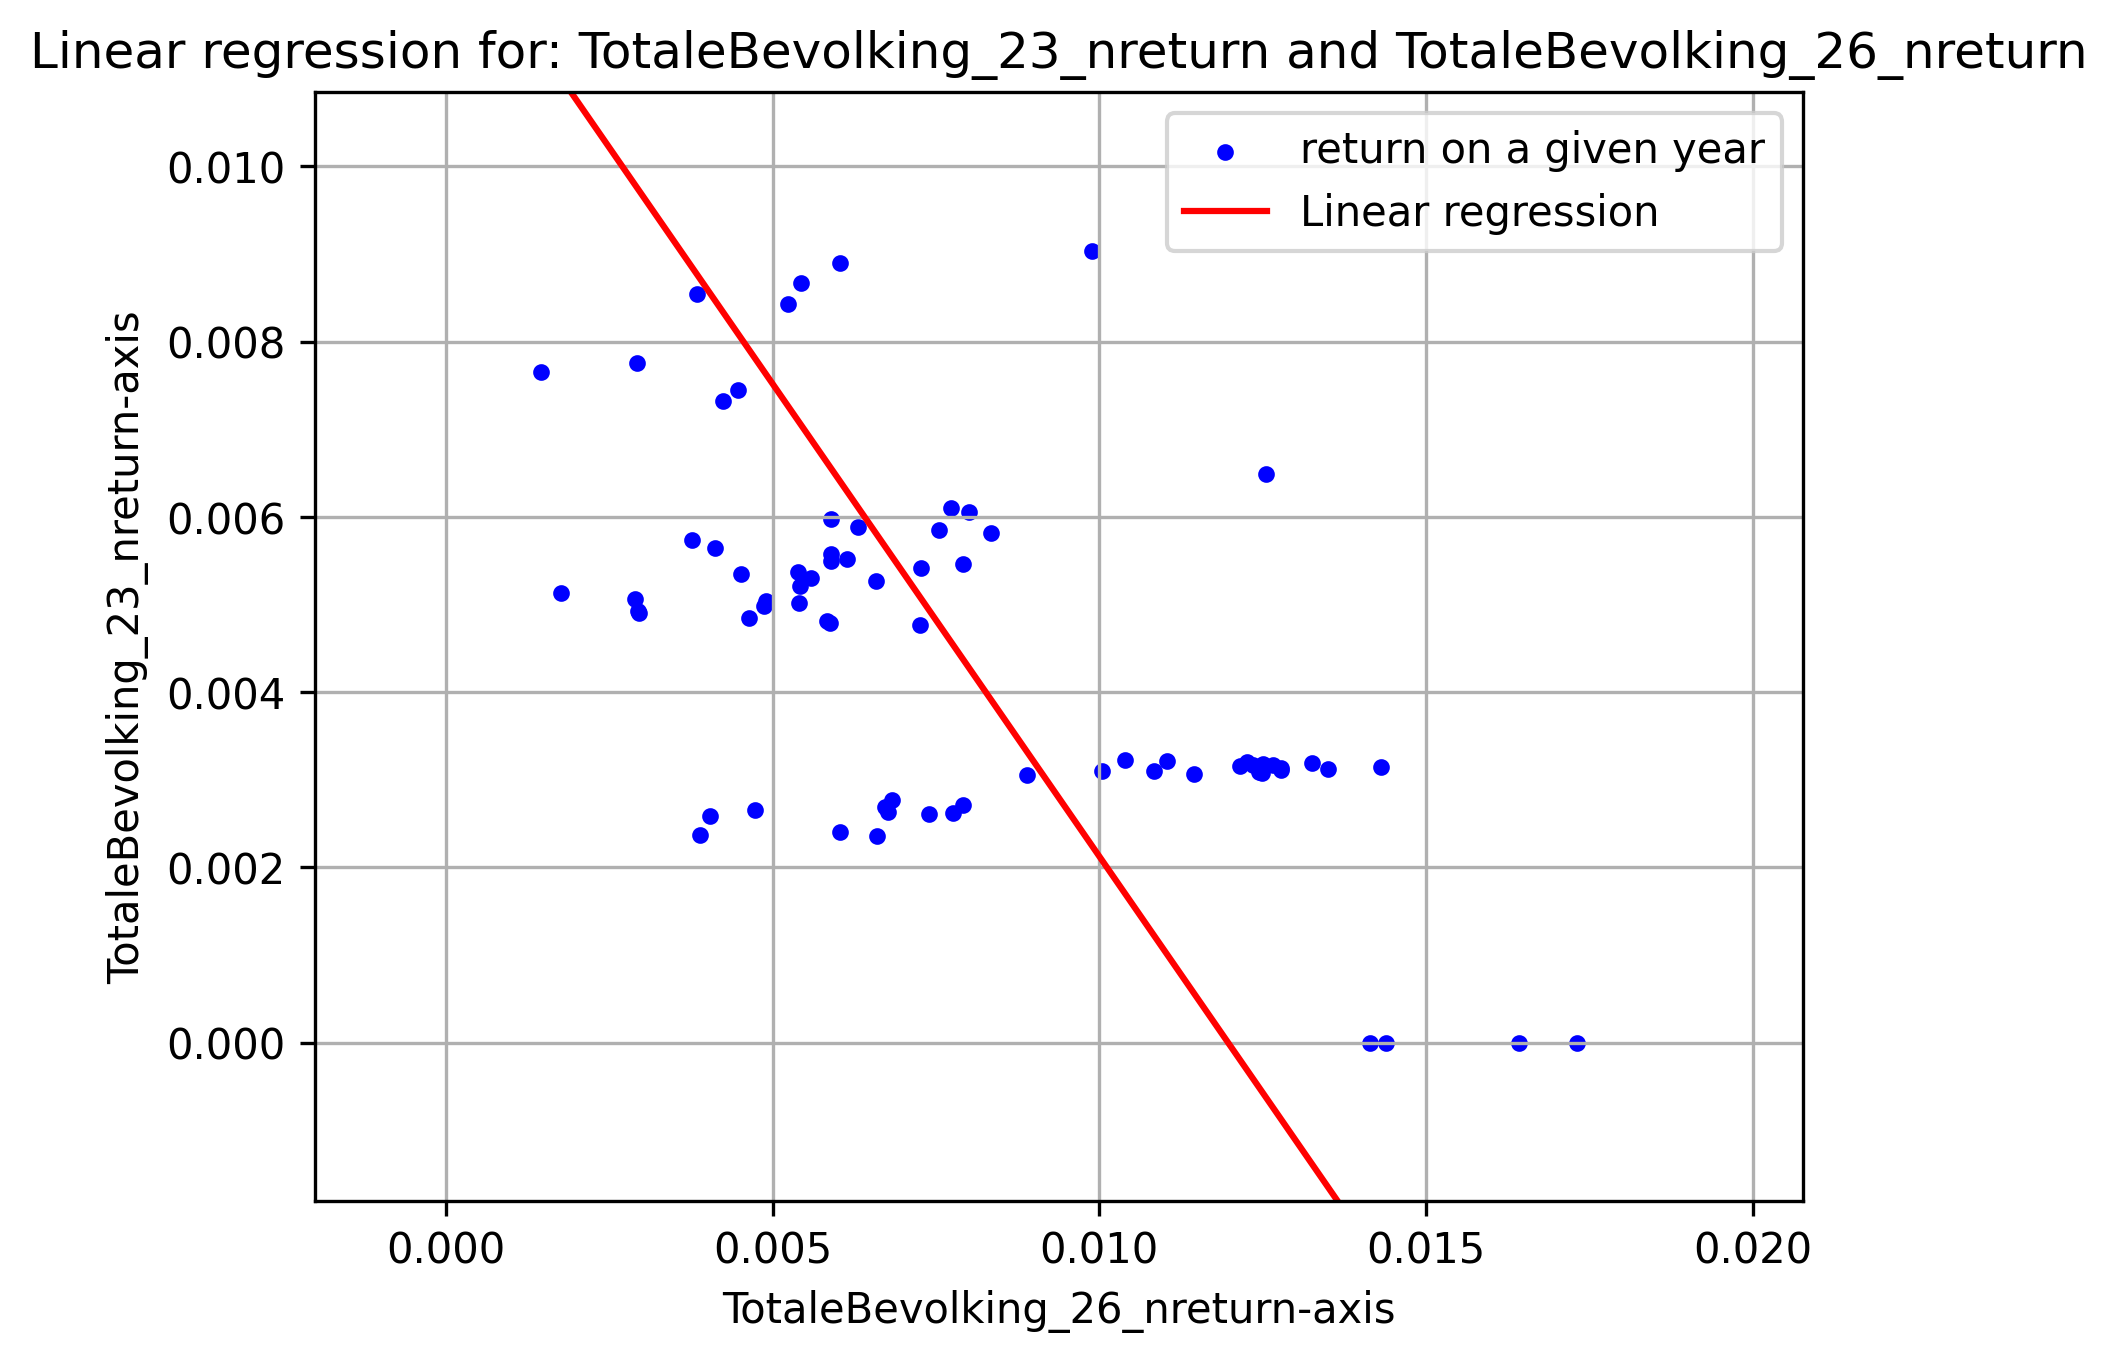 Linear regression for: TotaleBevolking_23_nreturn and TotaleBevolking_26_nreturn
return on a given year
Linear regression
TotaleBevolking_23_nreturn-axis
0.010
0.008
0.006
0.004
0.002
0.000
0.000 0.005 0.010 0.015 0.020
TotaleBevolking_26_nreturn-axis